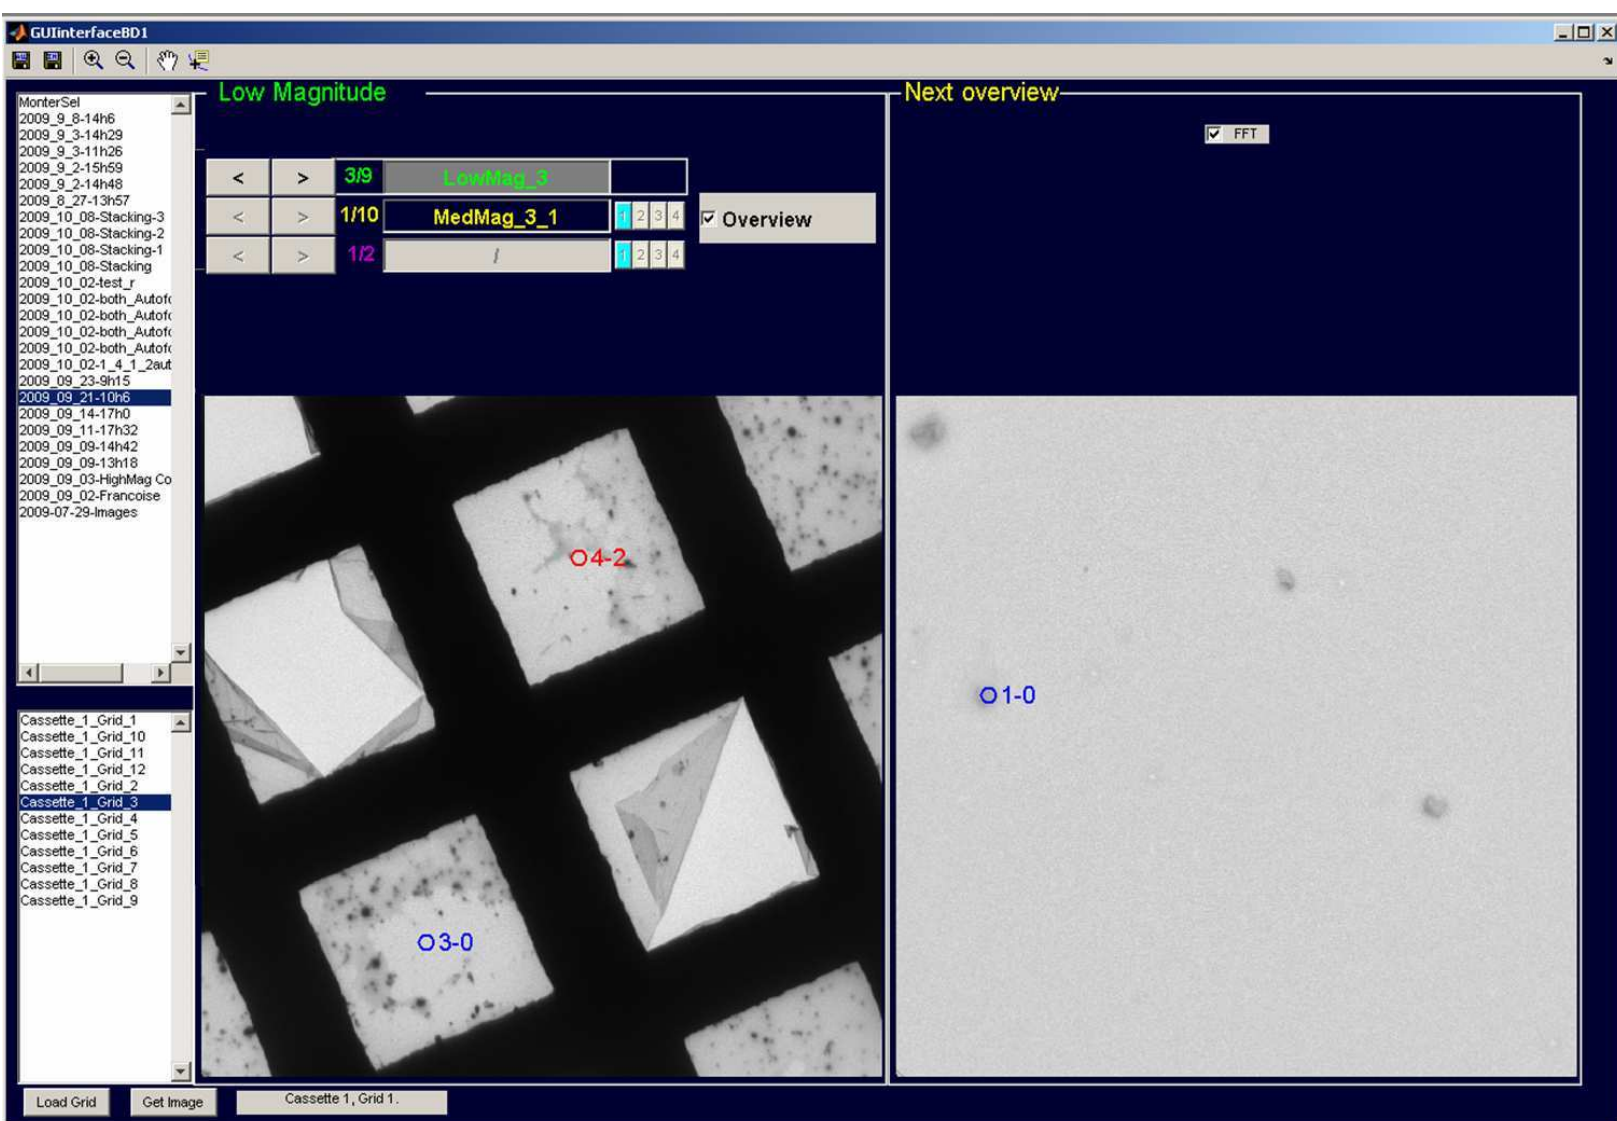 GUIinterfaceBD1
MonterSel
2009_9_8-14h6
2009_9_3-14h29
2009_9_3-11h26
2009_9_2-15h59
2009_9_2-14h48
2009_8_27-13h57
2009_10_08-Stacking-3
2009_10_08-Stacking-2
2009_10_08-Stacking-1
2009_10_08-Stacking
2009_10_02-test_r
2009_10_02-both_Autofo
2009_10_02-both_Autofo
2009_10_02-both_Autofo
2009_10_02-both_Autofo
2009_10_02-1_4_1_2aut
2009_09_23-9h15
2009_09_21-10h6
2009_09_14-17h0
2009_09_11-17h32
2009_09_09-14h42
2009_09_09-13h18
2009_09_03-HighMag Co
2009_09_02-Francoise
2009-07-29-Images
Cassette_1_Grid_1
Cassette_1_Grid_10
Cassette_1_Grid_11
Cassette_1_Grid_12
Cassette_1_Grid_2
Cassette_1_Grid_3
Cassette_1_Grid_4
Cassette_1_Grid_5
Cassette_1_Grid_6
Cassette_1_Grid_7
Cassette_1_Grid_8
Cassette_1_Grid_9
Load Grid Get Image Cassette 1, Grid 1.
Low Magnitude
< > 3/9 LowMag_3
< > 1/10 MedMag_3_1 1 2 3 4
< > 1/2 / 1 2 3 4
Overview
4-2
3-0
Next overview
FFT
1-0